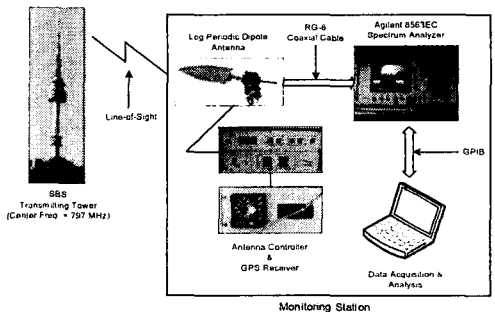 Log Periodic Dipole
Antenna
RG-8
Coaxial Cable
Agilent 8563EC
Spectrum Analyzer
Line-of-Sight
GPIB
SBS
Transmitting Tower
(Center Freq. = 797 MHz)
Antenna Controller
&
GPS Receiver
Data Acquisition &
Analysis
Monitoring Station